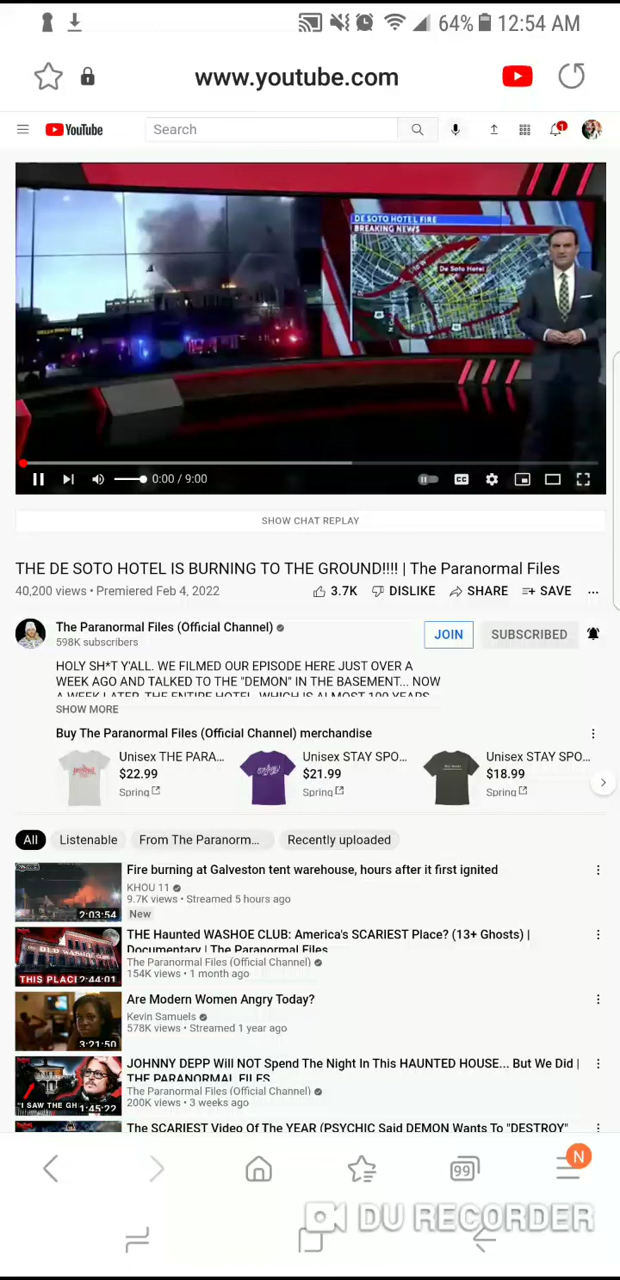 64% 12:54 AM
www.youtube.com
YouTube
Search
1
DE SOTO HOTEL FIRE
BREAKING NEWS
De Soto Hotel
0:00 / 9:00
CC
SHOW CHAT REPLAY
THE DE SOTO HOTEL IS BURNING TO THE GROUND!!!! | The Paranormal Files
40,200 views • Premiered Feb 4, 2022
3.7K DISLIKE SHARE SAVE ...
The Paranormal Files (Official Channel)
598K subscribers
JOIN SUBSCRIBED
HOLY SH*T Y'ALL. WE FILMED OUR EPISODE HERE JUST OVER A
WEEK AGO AND TALKED TO THE "DEMON" IN THE BASEMENT... NOW
A WEEK LATER, THE ENTIRE HOTEL, WHICH IS ALMOST 100 YEARS
SHOW MORE
Buy The Paranormal Files (Official Channel) merchandise
Unisex THE PARA... Unisex STAY SPO... Unisex STAY SPO...
$22.99 $21.99 $18.99
Spring Spring Spring
All Listenable From The Paranorm... Recently uploaded
Fire burning at Galveston tent warehouse, hours after it first ignited
KHOU 11
9.7K views • Streamed 5 hours ago
New
2:03:54
THE Haunted WASHOE CLUB: America's SCARIEST Place? (13+ Ghosts) |
Documentary | The Paranormal Files
The Paranormal Files (Official Channel)
154K views • 1 month ago
OLD WASHOE CLUB
THIS PLAC
2:44:01
Are Modern Women Angry Today?
Kevin Samuels
578K views • Streamed 1 year ago
3:21:50
JOHNNY DEPP Will NOT Spend The Night In This HAUNTED HOUSE... But We Did |
THE PARANORMAL FILES
The Paranormal Files (Official Channel)
200K views • 3 weeks ago
"I SAW THE GH
1:45:22
The SCARIEST Video Of The YEAR (PSYCHIC Said DEMON Wants To "DESTROY"
99
N
DU RECORDER